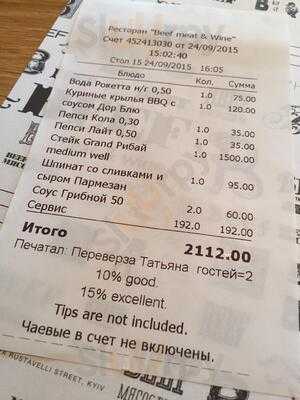 Ресторан "Beef meat & Wine"
Счет 452413030 от 24/09/2015
15:02:40
Стол 15 24/09/2015 16:05
Блюдо Кол. Сумма
Вода Рокетта н/г 0,50 1.0 75.00
Куриные крылья BBQ с 1.0 120.00
соусом Дор Блю
Пепси Кола 0,30 1.0 35.00
Пепси Лайт 0,50 1.0 35.00
Стейк Grand Рибай 1.0 1500.00
medium well
Шпинат со сливками и 1.0 95.00
сыром Пармезан
Соус Грибной 50 2.0 60.00
Сервис 192.0 192.00
Итого 2112.00
Печатал: Переверза Татьяна гостей=2
10% good.
15% excellent.
Tips are not included.
Чаевые в счет не включены.
RUSTAVELLI STREET, KYIV